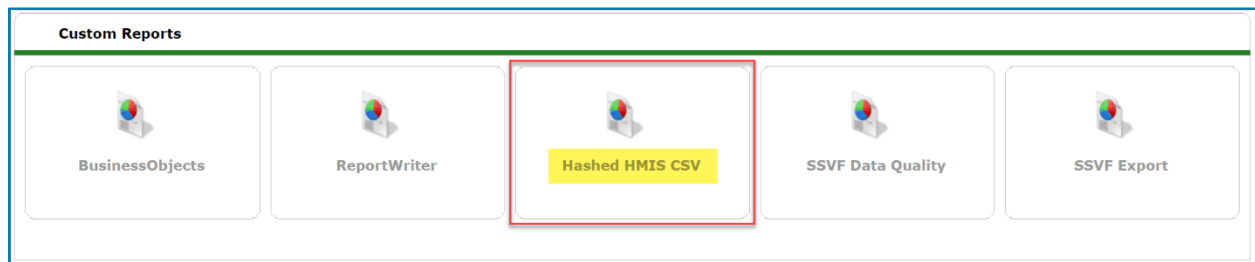 Custom Reports
BusinessObjects
ReportWriter
Hashed HMIS CSV
SSVF Data Quality
SSVF Export